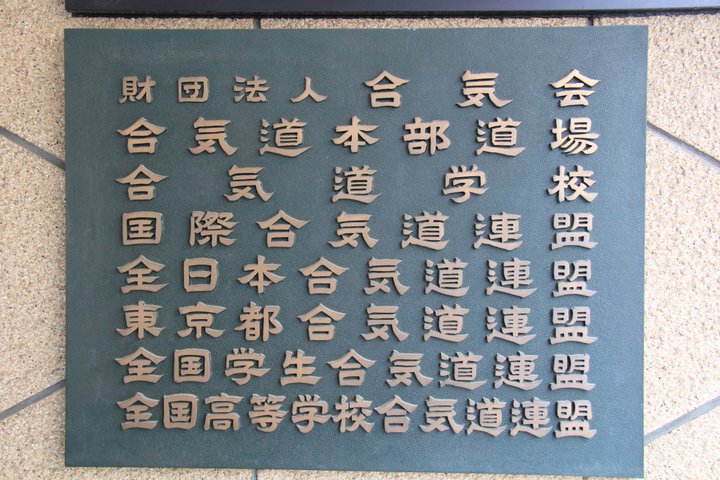 財団法人合気会
合気道本部道場
合気道学校
国際合気道連盟
全日本合気道連盟
東京都合気道連盟
全国学生合気道連盟
全国高等学校合気道連盟